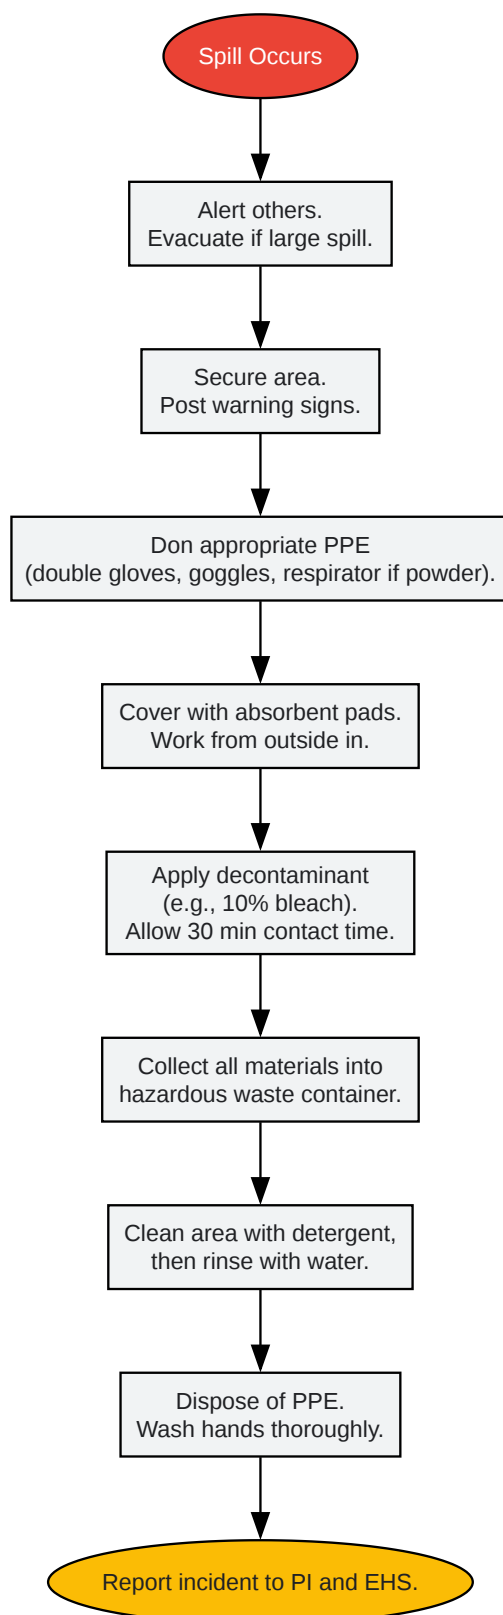 Spill Occurs
Alert others.
Evacuate if large spill.
Secure area.
Post warning signs.
Don appropriate PPE
(double gloves, goggles, respirator if powder).
Cover with absorbent pads.
Work from outside in.
Apply decontaminant
(e.g., 10% bleach).
Allow 30 min contact time.
Collect all materials into
hazardous waste container.
Clean area with detergent,
then rinse with water.
Dispose of PPE.
Wash hands thoroughly.
Report incident to PI and EHS.